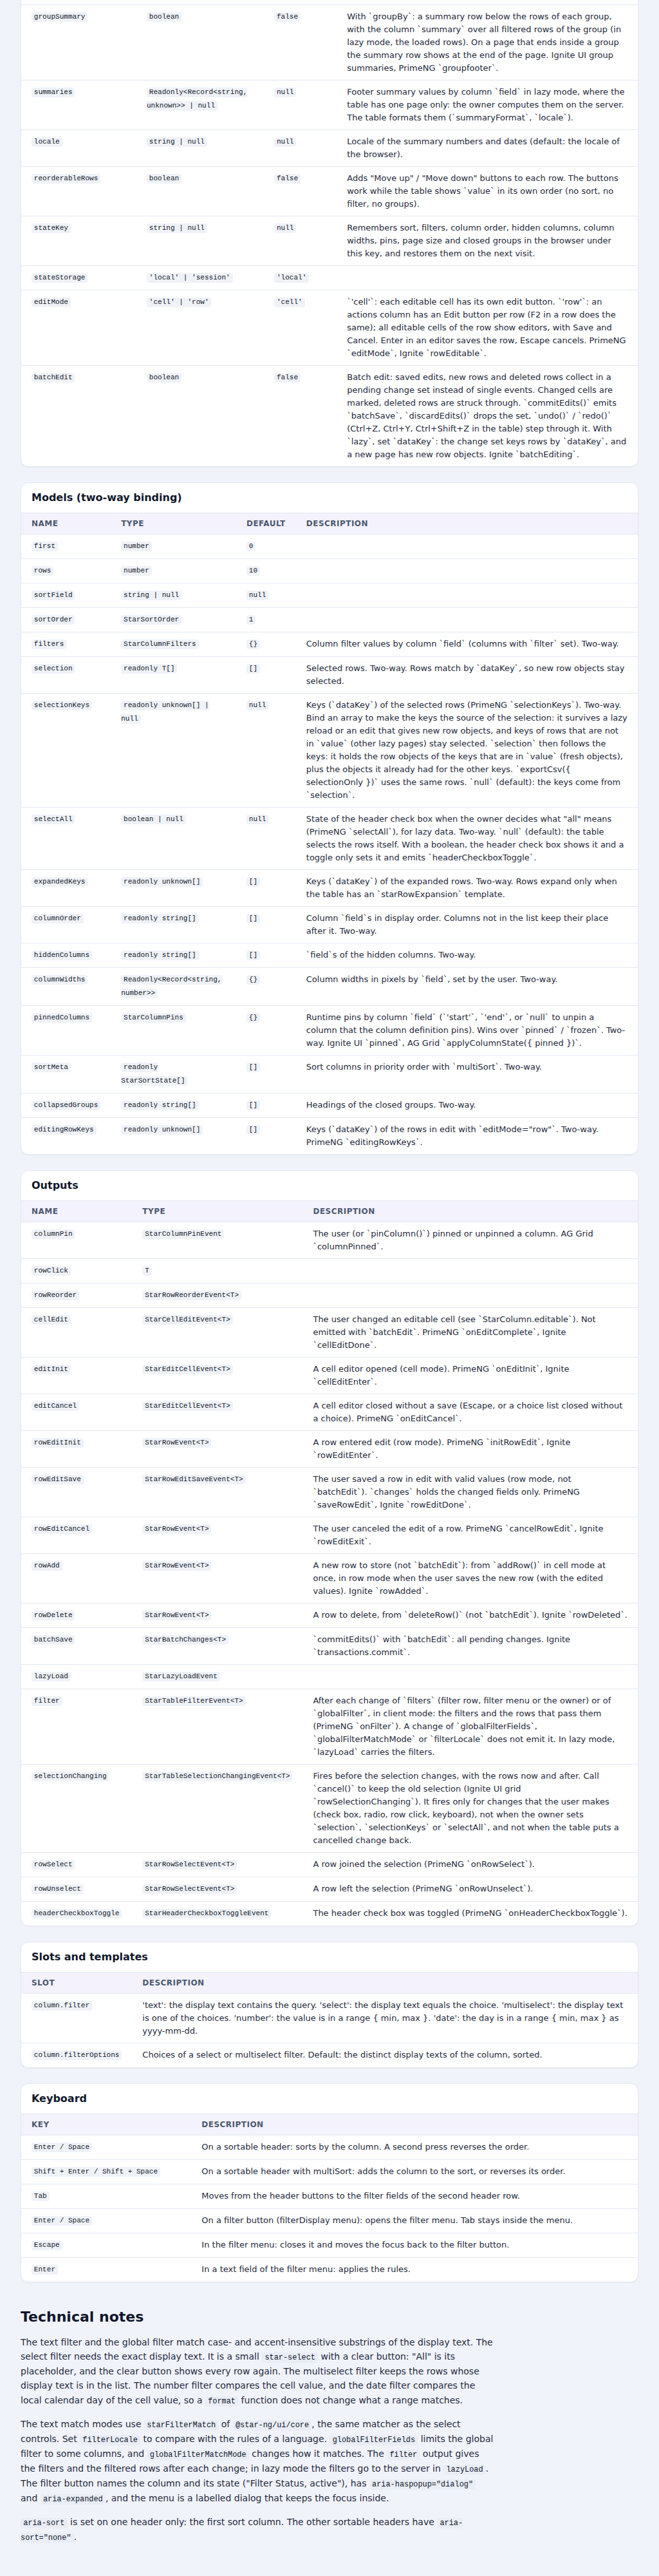 groupSummary boolean false With `groupBy`: a summary row below the rows of each group,
with the column `summary` over all filtered rows of the group (in
lazy mode, the loaded rows). On a page that ends inside a group
the summary row shows at the end of the page. Ignite UI group
summaries, PrimeNG `groupfooter`.
summaries Readonly<Record<string, null Footer summary values by column `field` in lazy mode, where the
unknown>> | null table has one page only: the owner computes them on the server.
The table formats them (`summaryFormat`, `locale`).
locale string | null null Locale of the summary numbers and dates (default: the locale of
the browser).
reorderableRows boolean false Adds "Move up" / "Move down" buttons to each row. The buttons
work while the table shows `value` in its own order (no sort, no
filter, no groups).
stateKey string | null null Remembers sort, filters, column order, hidden columns, column
widths, pins, page size and closed groups in the browser under
this key, and restores them on the next visit.
stateStorage 'local' | 'session' 'local'
editMode 'cell' | 'row' 'cell' `'cell'`: each editable cell has its own edit button. `'row'`: an
actions column has an Edit button per row (F2 in a row does the
same); all editable cells of the row show editors, with Save and
Cancel. Enter in an editor saves the row, Escape cancels. PrimeNG
`editMode`, Ignite `rowEditable`.
batchEdit boolean false Batch edit: saved edits, new rows and deleted rows collect in a
pending change set instead of single events. Changed cells are
marked, deleted rows are struck through. `commitEdits()` emits
`batchSave`, `discardEdits()` drops the set, `undo()` / `redo()`
(Ctrl+Z, Ctrl+Y, Ctrl+Shift+Z in the table) step through it. With
`lazy`, set `dataKey`: the change set keys rows by `dataKey`, and
a new page has new row objects. Ignite `batchEditing`.
Models (two-way binding)
NAME TYPE DEFAULT DESCRIPTION
first number 0
rows number 10
sortField string | null null
sortOrder StarSortOrder 1
filters StarColumnFilters {} Column filter values by column `field` (columns with `filter` set). Two-way.
selection readonly T[] [] Selected rows. Two-way. Rows match by `dataKey`, so new row objects stay
selected.
selectionKeys readonly unknown[] | null Keys (`dataKey`) of the selected rows (PrimeNG `selectionKeys`). Two-way.
null Bind an array to make the keys the source of the selection: it survives a lazy
reload or an edit that gives new row objects, and keys of rows that are not
in `value` (other lazy pages) stay selected. `selection` then follows the
keys: it holds the row objects of the keys that are in `value` (fresh objects),
plus the objects it already had for the other keys. `exportCsv({
selectionOnly })` uses the same rows. `null` (default): the keys come from
`selection`.
selectAll boolean | null null State of the header check box when the owner decides what "all" means
(PrimeNG `selectAll`), for lazy data. Two-way. `null` (default): the table
selects the rows itself. With a boolean, the header check box shows it and a
toggle only sets it and emits `headerCheckboxToggle`.
expandedKeys readonly unknown[] [] Keys (`dataKey`) of the expanded rows. Two-way. Rows expand only when
the table has an `starRowExpansion` template.
columnOrder readonly string[] [] Column `field`s in display order. Columns not in the list keep their place
after it. Two-way.
hiddenColumns readonly string[] [] `field`s of the hidden columns. Two-way.
columnWidths Readonly<Record<string, {} Column widths in pixels by `field`, set by the user. Two-way.
number>>
pinnedColumns StarColumnPins {} Runtime pins by column `field` (`'start'`, `'end'`, or `null` to unpin a
column that the column definition pins). Wins over `pinned` / `frozen`. Two-
way. Ignite UI `pinned`, AG Grid `applyColumnState({ pinned })`.
sortMeta readonly [] Sort columns in priority order with `multiSort`. Two-way.
StarSortState[]
collapsedGroups readonly string[] [] Headings of the closed groups. Two-way.
editingRowKeys readonly unknown[] [] Keys (`dataKey`) of the rows in edit with `editMode="row"`. Two-way.
PrimeNG `editingRowKeys`.
Outputs
NAME TYPE DESCRIPTION
columnPin StarColumnPinEvent The user (or `pinColumn()`) pinned or unpinned a column. AG Grid
`columnPinned`.
rowClick T
rowReorder StarRowReorderEvent<T>
cellEdit StarCellEditEvent<T> The user changed an editable cell (see `StarColumn.editable`). Not
emitted with `batchEdit`. PrimeNG `onEditComplete`, Ignite
`cellEditDone`.
editInit StarEditCellEvent<T> A cell editor opened (cell mode). PrimeNG `onEditInit`, Ignite
`cellEditEnter`.
editCancel StarEditCellEvent<T> A cell editor closed without a save (Escape, or a choice list closed without
a choice). PrimeNG `onEditCancel`.
rowEditInit StarRowEvent<T> A row entered edit (row mode). PrimeNG `initRowEdit`, Ignite
`rowEditEnter`.
rowEditSave StarRowEditSaveEvent<T> The user saved a row in edit with valid values (row mode, not
`batchEdit`). `changes` holds the changed fields only. PrimeNG
`saveRowEdit`, Ignite `rowEditDone`.
rowEditCancel StarRowEvent<T> The user canceled the edit of a row. PrimeNG `cancelRowEdit`, Ignite
`rowEditExit`.
rowAdd StarRowEvent<T> A new row to store (not `batchEdit`): from `addRow()` in cell mode at
once, in row mode when the user saves the new row (with the edited
values). Ignite `rowAdded`.
rowDelete StarRowEvent<T> A row to delete, from `deleteRow()` (not `batchEdit`). Ignite `rowDeleted`.
batchSave StarBatchChanges<T> `commitEdits()` with `batchEdit`: all pending changes. Ignite
`transactions.commit`.
lazyLoad StarLazyLoadEvent
filter StarTableFilterEvent<T> After each change of `filters` (filter row, filter menu or the owner) or of
`globalFilter`, in client mode: the filters and the rows that pass them
(PrimeNG `onFilter`). A change of `globalFilterFields`,
`globalFilterMatchMode` or `filterLocale` does not emit it. In lazy mode,
`lazyLoad` carries the filters.
selectionChanging StarTableSelectionChangingEvent<T> Fires before the selection changes, with the rows now and after. Call
`cancel()` to keep the old selection (Ignite UI grid
`rowSelectionChanging`). It fires only for changes that the user makes
(check box, radio, row click, keyboard), not when the owner sets
`selection`, `selectionKeys` or `selectAll`, and not when the table puts a
cancelled change back.
rowSelect StarRowSelectEvent<T> A row joined the selection (PrimeNG `onRowSelect`).
rowUnselect StarRowSelectEvent<T> A row left the selection (PrimeNG `onRowUnselect`).
headerCheckboxToggle StarHeaderCheckboxToggleEvent The header check box was toggled (PrimeNG `onHeaderCheckboxToggle`).
Slots and templates
SLOT DESCRIPTION
column.filter 'text': the display text contains the query. 'select': the display text equals the choice. 'multiselect': the display text
is one of the choices. 'number': the value is in a range { min, max }. 'date': the day is in a range { min, max } as
yyyy-mm-dd.
column.filterOptions Choices of a select or multiselect filter. Default: the distinct display texts of the column, sorted.
Keyboard
KEY DESCRIPTION
Enter / Space On a sortable header: sorts by the column. A second press reverses the order.
Shift + Enter / Shift + Space On a sortable header with multiSort: adds the column to the sort, or reverses its order.
Tab Moves from the header buttons to the filter fields of the second header row.
Enter / Space On a filter button (filterDisplay menu): opens the filter menu. Tab stays inside the menu.
Escape In the filter menu: closes it and moves the focus back to the filter button.
Enter In a text field of the filter menu: applies the rules.
Technical notes
The text filter and the global filter match case- and accent-insensitive substrings of the display text. The
select filter needs the exact display text. It is a small star-select with a clear button: "All" is its
placeholder, and the clear button shows every row again. The multiselect filter keeps the rows whose
display text is in the list. The number filter compares the cell value, and the date filter compares the
local calendar day of the cell value, so a format function does not change what a range matches.
The text match modes use starFilterMatch of @star-ng/ui/core, the same matcher as the select
controls. Set filterLocale to compare with the rules of a language. globalFilterFields limits the global
filter to some columns, and globalFilterMatchMode changes how it matches. The filter output gives
the filters and the filtered rows after each change; in lazy mode the filters go to the server in lazyLoad.
The filter button names the column and its state ("Filter Status, active"), has aria-haspopup="dialog"
and aria-expanded, and the menu is a labelled dialog that keeps the focus inside.
aria-sort is set on one header only: the first sort column. The other sortable headers have aria-
sort="none".